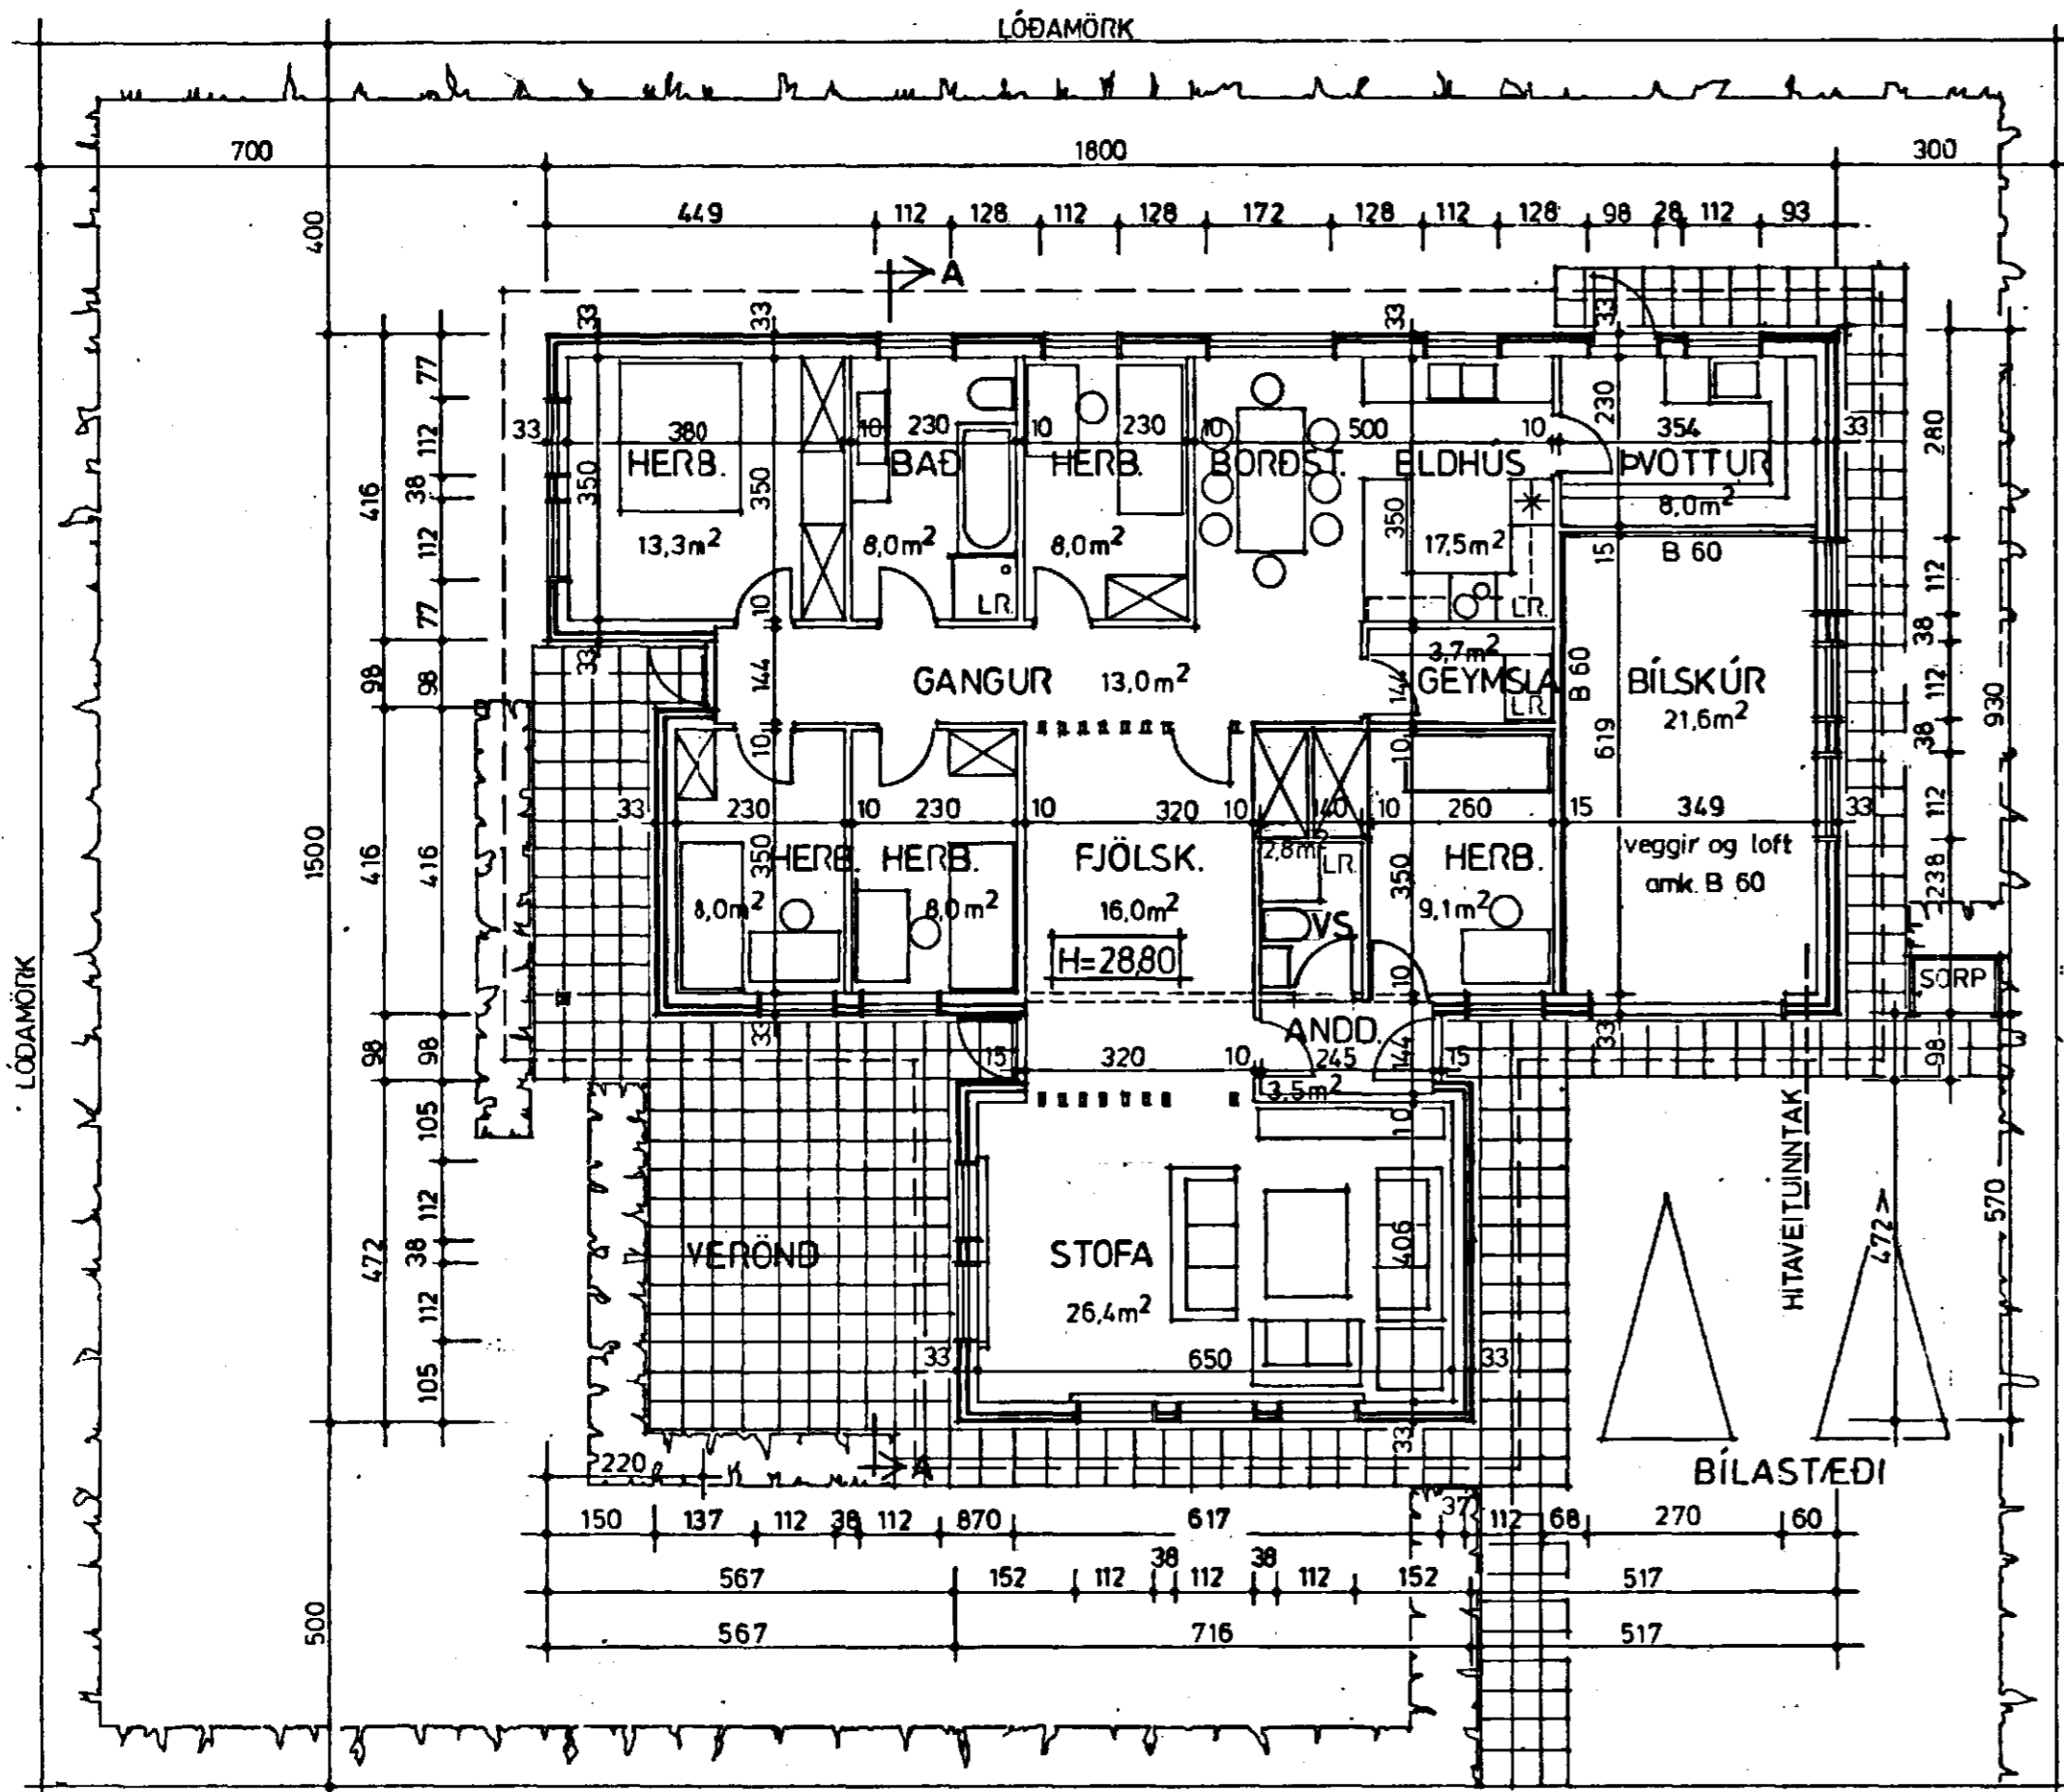 LÓÐAMÖRK
700 1800 300
449 112 128 112 128 172 128 112 128 98 28 112 93
400
A
33 33 33 33
77
112
38
112
77
416
98
98
416
416
98
98
105
112
38
112
105
472
1500
500
LÓÐAMÖRK
33 380 10 230 10 230 10 500 10 354 33
HERB. BAÐ HERB. BORÐST. ELDHÚS ÞVOTTUR
350 350 350 230
13,3m² 8,0m² 8,0m² 17,5m² 8,0m²
LR. LR.
15
B 60
B 60
10
33
144
GANGUR 13,0m²
3,7m²
GEYMSLA
LR.
144
BÍLSKÚR
21,6m²
619
10 10
33 230 10 230 10 320 10 140 10 260 15 349 33
HERB. HERB. FJÖLSK. HERB.
350 350
8,0m² 8,0m² 16,0m² 2,8m² LR. 9,1m²
VS
H=28,80
veggir og loft
amk. B 60
10
33 33
ANDD.
15 320 10 245 144 15
3,5m²
10
VERÖND
STOFA
26,4m²
406
33 650 33
33
280
112
38
112
38
112
238
98
930
SORP
HITAVEITUINNTAK
472
570
BÍLASTÆÐI
220
A
150 137 112 38 112 870 617 37 112 68 270 60
567 152 112 38 112 38 112 152 517
567 716 517